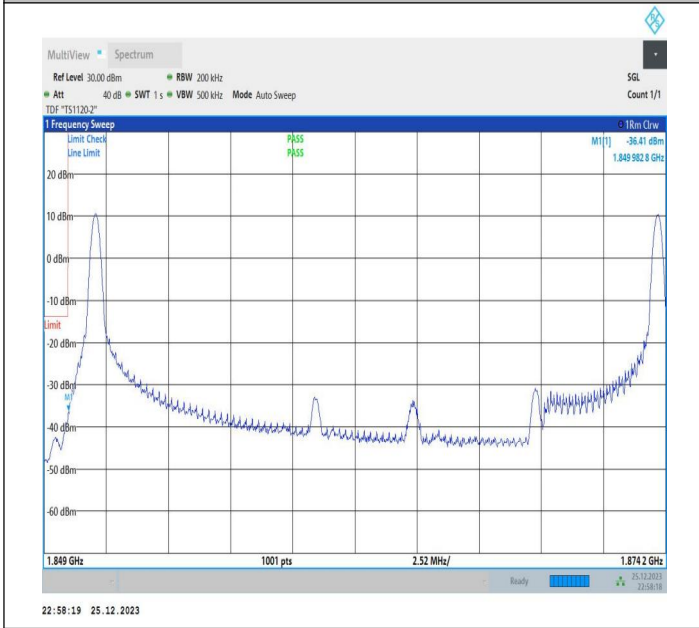 MultiView Spectrum
Ref Level 30.00 dBm RBW 200 kHz SGL
Att 40 dB SWT 1 s VBW 500 kHz Mode Auto Sweep Count 1/1
TDF "TS1120-2"
1 Frequency Sweep 1Rm Clrw
Limit Check PASS M1[1] -36.41 dBm
Line Limit PASS 1.849 982 8 GHz
20 dBm
10 dBm
0 dBm
-10 dBm
Limit
-20 dBm
-30 dBm
M1
-40 dBm
-50 dBm
-60 dBm
1.849 GHz 1001 pts 2.52 MHz/ 1.874 2 GHz
Ready 25.12.2023
22:58:18
22:58:19 25.12.2023